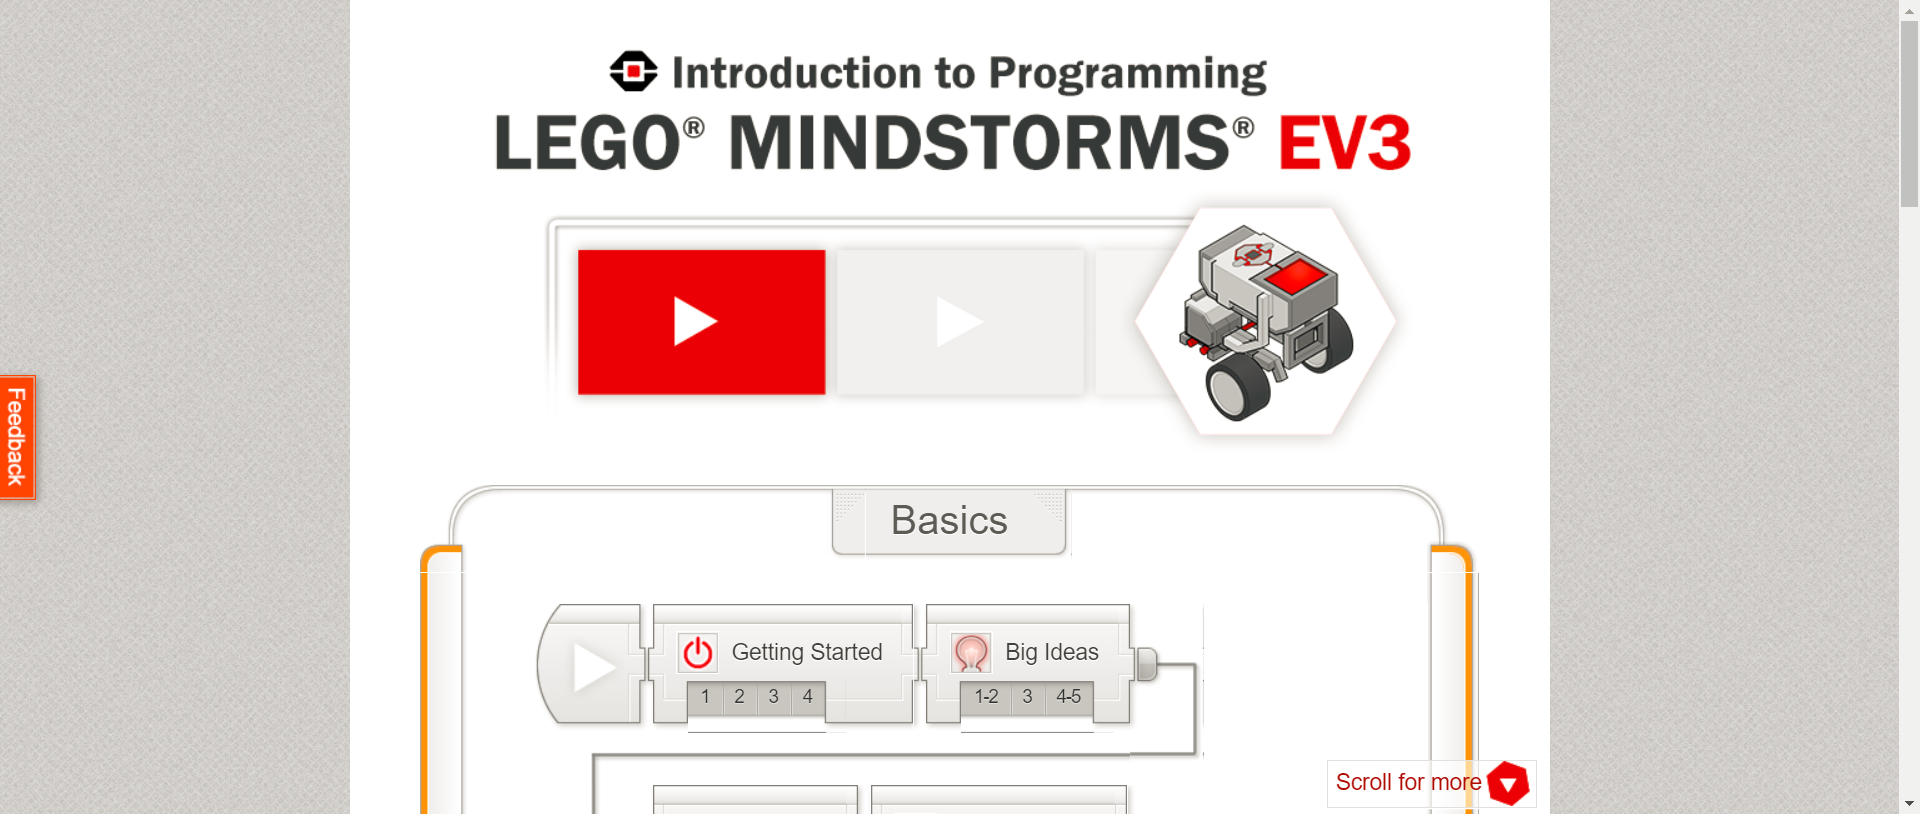 Introduction to Programming
LEGO® MINDSTORMS® EV3
Feedback
Basics
Getting Started
1 2 3 4
Big Ideas
1-2 3 4-5
Scroll for more